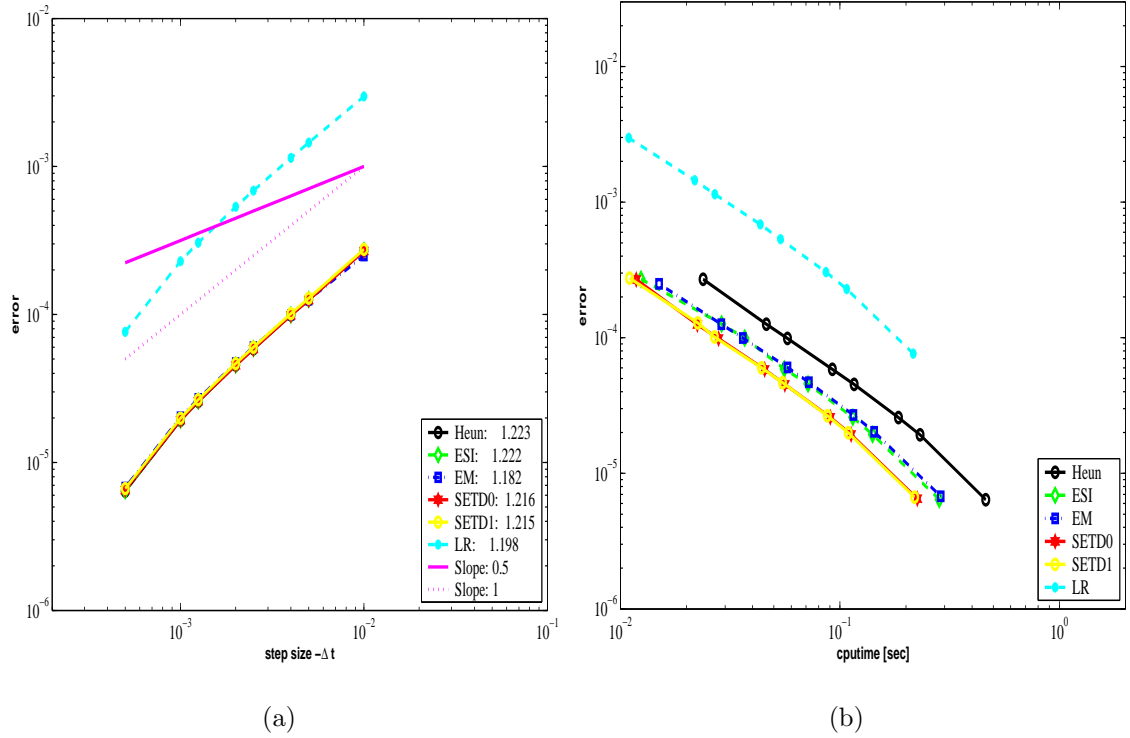 10^-2
10^-3
10^-4
10^-5
10^-6
error
10^-3
10^-2
10^-1
step size −Δ t
Heun: 1.223
ESI: 1.222
EM: 1.182
SETD0: 1.216
SETD1: 1.215
LR: 1.198
Slope: 0.5
Slope: 1
(a)
10^-2
10^-3
10^-4
10^-5
10^-6
error
10^-2
10^-1
10^0
cputime [sec]
Heun
ESI
EM
SETD0
SETD1
LR
(b)